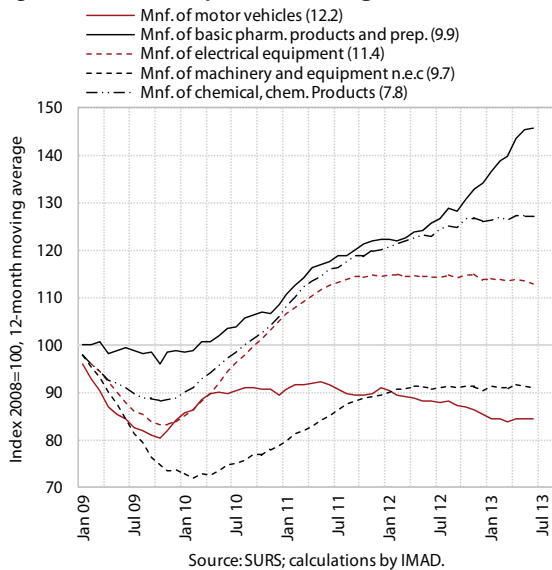 Mnf. of motor vehicles (12.2)
Mnf. of basic pharm. products and prep. (9.9)
Mnf. of electrical equipment (11.4)
Mnf. of machinery and equipment n.e.c (9.7)
Mnf. of chemical, chem. Products (7.8)
Index 2008=100, 12-month moving average
150
140
130
120
110
100
90
80
70
Jan 09
Jul 09
Jan 10
Jul 10
Jan 11
Jul 11
Jan 12
Jul 12
Jan 13
Jul 13
Source: SURS; calculations by IMAD.